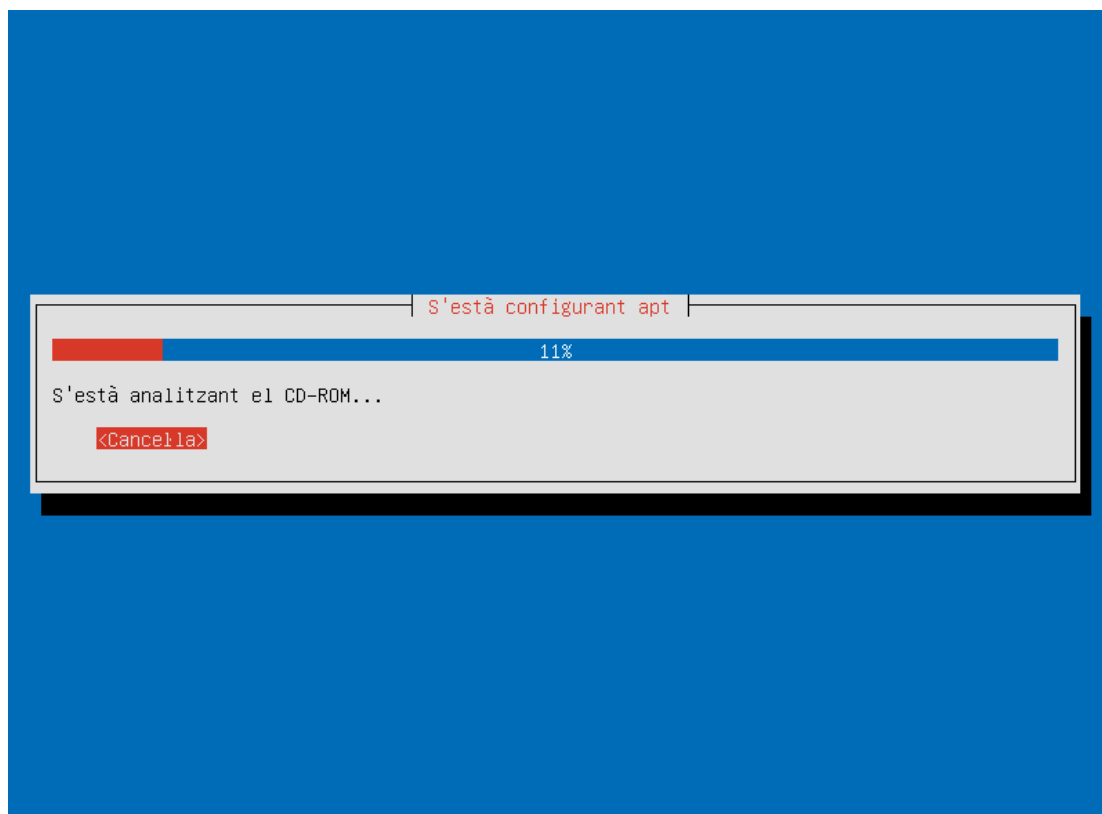 S'està configurant apt
11%
S'està analitzant el CD-ROM...
<Canceŀla>